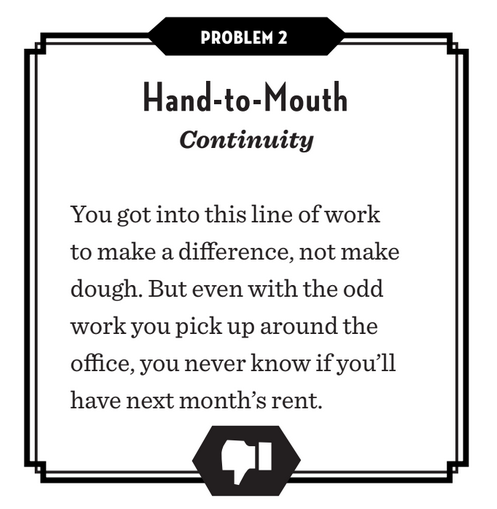 PROBLEM 2
Hand-to-Mouth
Continuity
You got into this line of work
to make a difference, not make
dough. But even with the odd
work you pick up around the
office, you never know if you’ll
have next month’s rent.